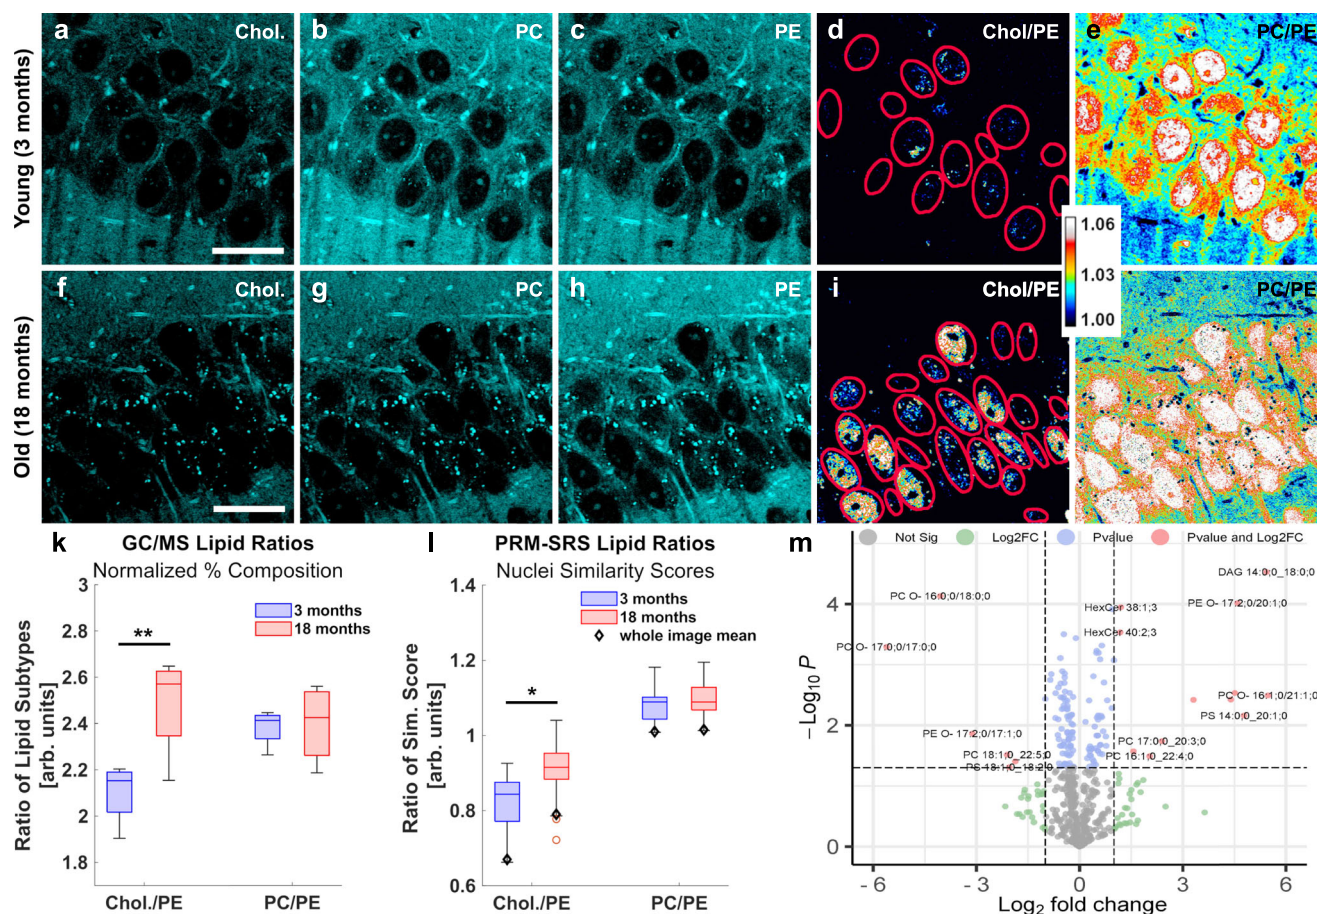 Young (3 months)
a Chol.
b PC
c PE
d Chol/PE
e PC/PE
1.06
1.03
1.00
Old (18 months)
f Chol.
g PC
h PE
i Chol/PE
PC/PE
k GC/MS Lipid Ratios
Normalized % Composition
Ratio of Lipid Subtypes
[arb. units]
3
2.8
2.6
2.4
2.2
2
1.8
3 months
18 months
**
Chol./PE PC/PE
l PRM-SRS Lipid Ratios
Nuclei Similarity Scores
Ratio of Sim. Score
[arb. units]
1.4
1.2
1
0.8
0.6
3 months
18 months
whole image mean
*
Chol./PE PC/PE
m
Not Sig Log2FC Pvalue Pvalue and Log2FC
DAG 14:0;0_18:0;0
PC O- 16:0;0/18:0;0
PE O- 17:2;0/20:1;0
HexCer 38:1;3
HexCer 40:2;3
PC O- 17:0;0/17:0;0
PC O- 16:1;0/21:1;0
PS 14:0;0_20:1;0
PE O- 17:2;0/17:1;0
PC 17:0;0_20:3;0
PC 18:1;0_22:5;0
PC 16:1;0_22:4;0
PS 18:1;0_18:2;0
-Log10 P
4
2
0
-6 -3 0 3 6
Log2 fold change